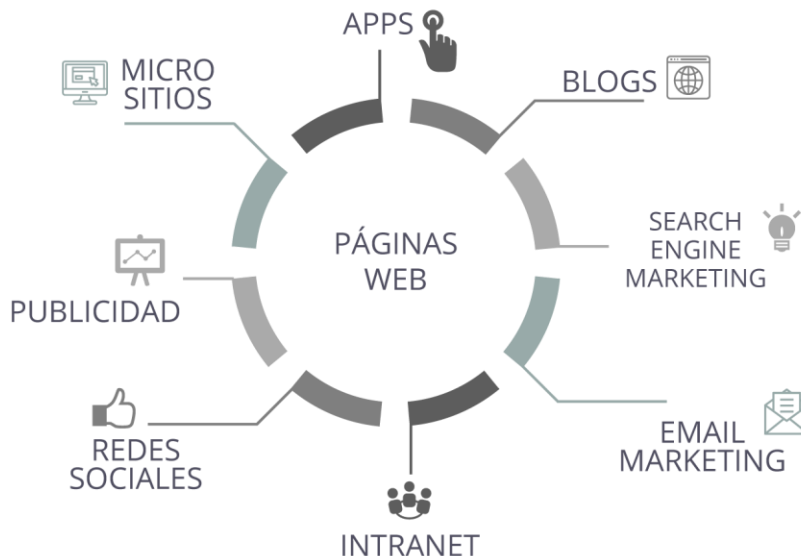 APPS
MICRO
SITIOS
BLOGS
PÁGINAS
WEB
SEARCH
ENGINE
MARKETING
PUBLICIDAD
REDES
SOCIALES
EMAIL
MARKETING
INTRANET